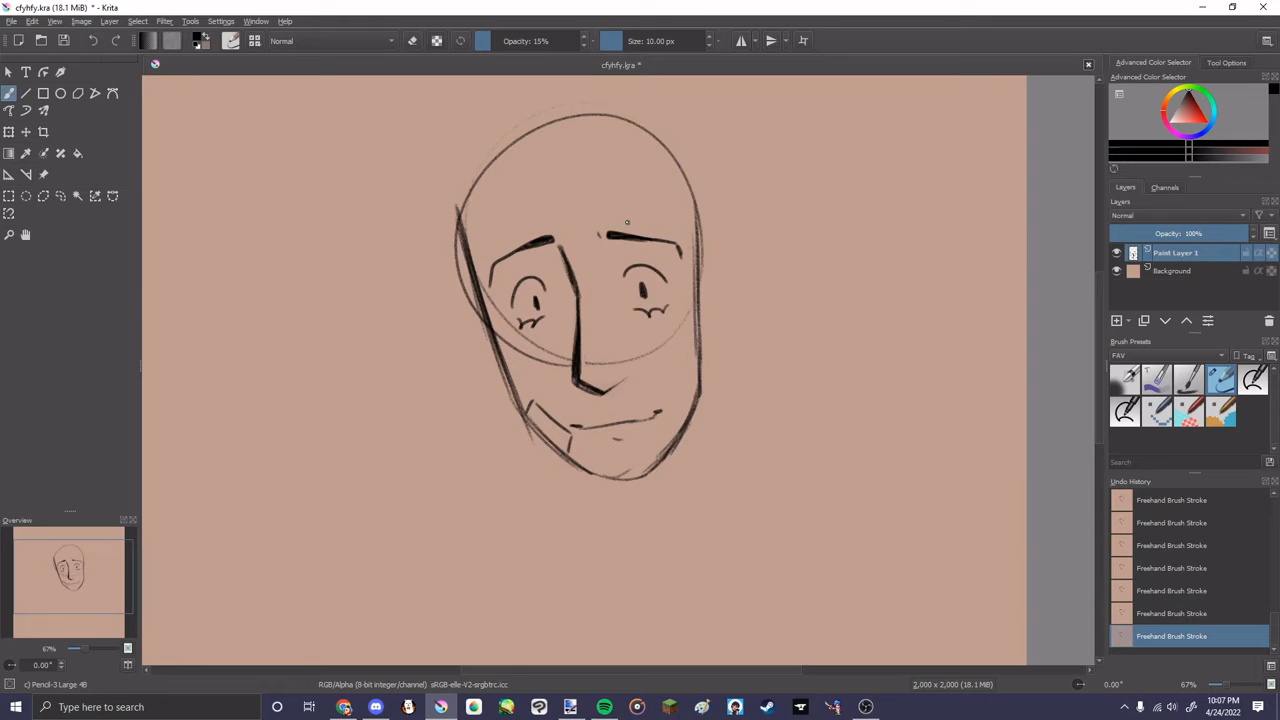 cfyhfy.kra (18.1 MiB) * - Krita
File Edit View Image Layer Select Filter Tools Settings Window Help
Normal Opacity: 15% Size: 10.00 px
cfyhfy.kra *
Advanced Color Selector Tool Options
Advanced Color Selector
Layers Channels
Layers
Normal
Opacity: 100%
Paint Layer 1
Background
Brush Presets
FAV Tag
Search
Undo History
Freehand Brush Stroke
Freehand Brush Stroke
Freehand Brush Stroke
Freehand Brush Stroke
Freehand Brush Stroke
Freehand Brush Stroke
Freehand Brush Stroke
Overview
67%
0.00°
c) Pencil-3 Large 4B
RGB/Alpha (8-bit integer/channel) sRGB-elle-V2-srgbtrc.icc
2,000 x 2,000 (18.1 MiB)
0.00°
67%
Type here to search
10:07 PM
4/24/2022